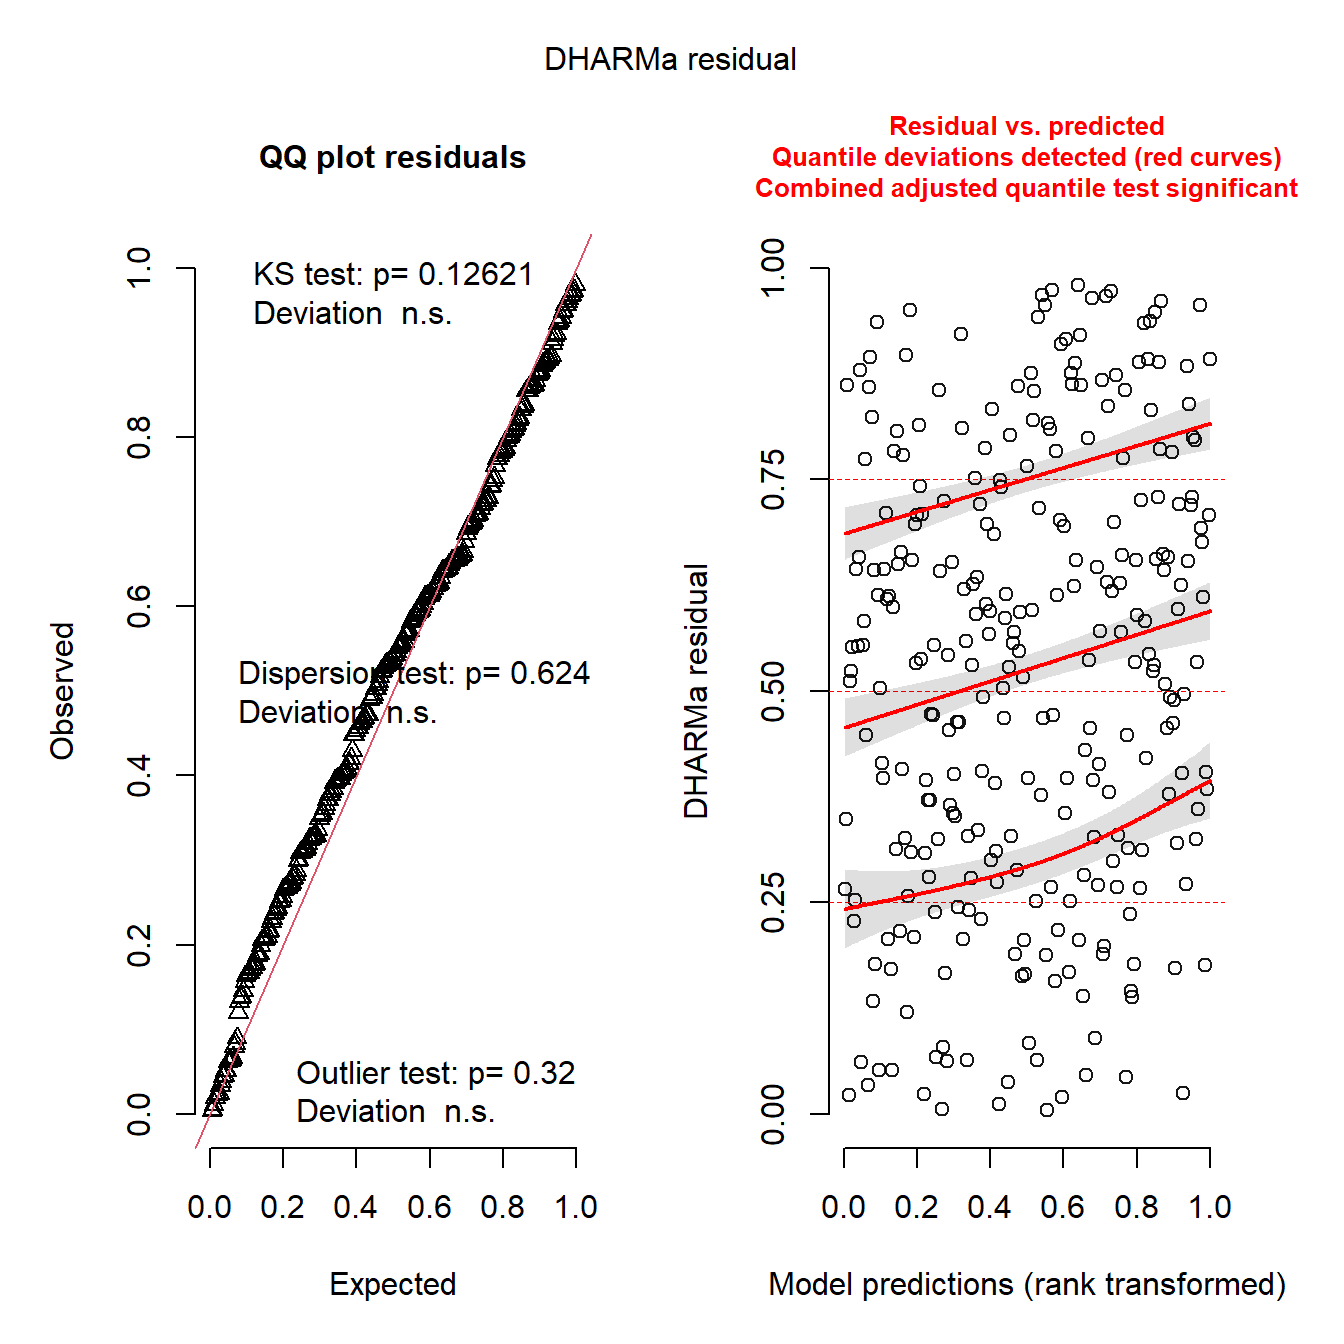 DHARMa residual
QQ plot residuals
KS test: p= 0.12621
Deviation  n.s.
Dispersion test: p= 0.624
Deviation  n.s.
Outlier test: p= 0.32
Deviation  n.s.
Observed
0.0
0.2
0.4
0.6
0.8
1.0
0.0 0.2 0.4 0.6 0.8 1.0
Expected
Residual vs. predicted
Quantile deviations detected (red curves)
Combined adjusted quantile test significant
DHARMa residual
0.00
0.25
0.50
0.75
1.00
0.0 0.2 0.4 0.6 0.8 1.0
Model predictions (rank transformed)